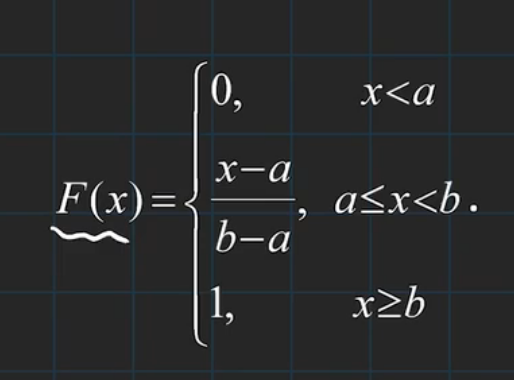 0, x<a
F(x)= x−a
b−a , a≤x<b.
1, x≥b